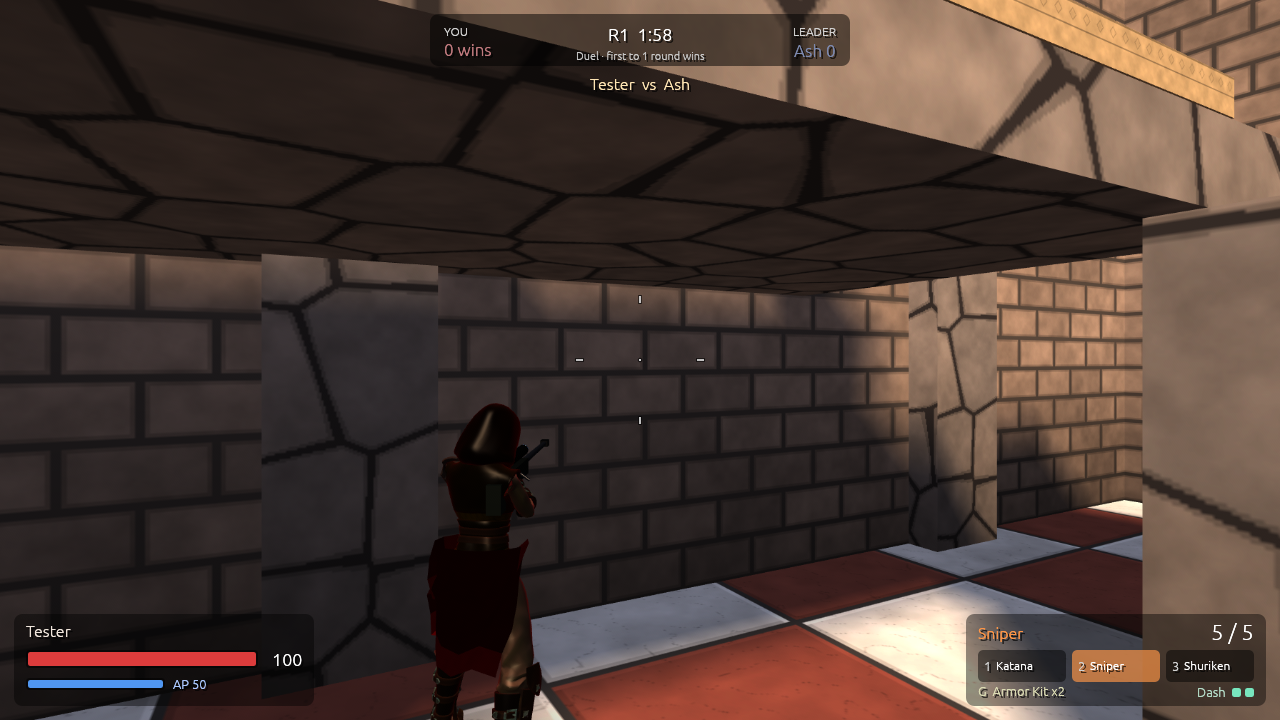 YOU
0 wins
R1 1:58
Duel · first to 1 round wins
LEADER
Ash 0
Tester vs Ash
Tester
100
AP 50
Sniper
5 / 5
1 Katana
2 Sniper
3 Shuriken
G Armor Kit x2
Dash